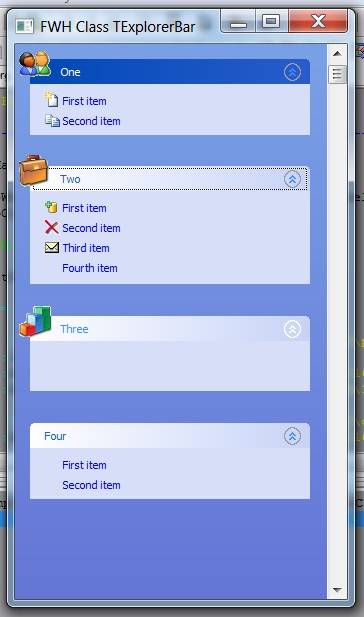 FWH Class TExplorerBar
One
First item
Second item
Two
First item
Second item
Third item
Fourth item
Three
Four
First item
Second item